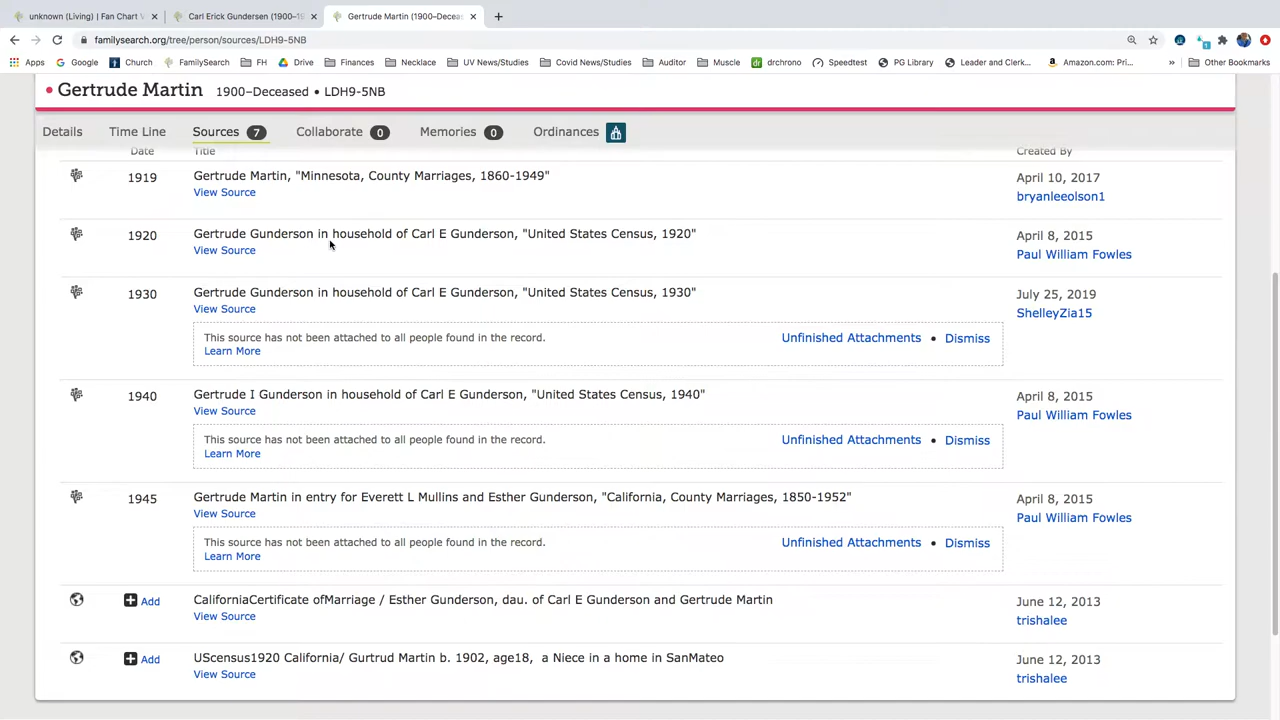 unknown (Living) | Fan Chart V
Carl Erick Gundersen (1900–19
Gertrude Martin (1900–Decea
familysearch.org/tree/person/sources/LDH9-5NB
1
Apps Google Church FamilySearch FH Drive Finances Necklace UV News/Studies Covid News/Studies Auditor Muscle dr drchrono Speedtest PG Library Leader and Clerk... Amazon.com: Pri... » Other Bookmarks
Gertrude Martin 1900–Deceased • LDH9-5NB
Details Time Line Sources 7 Collaborate 0 Memories 0 Ordinances
Date Title Created By
1919 Gertrude Martin, "Minnesota, County Marriages, 1860-1949" April 10, 2017
View Source bryanleeolson1
1920 Gertrude Gunderson in household of Carl E Gunderson, "United States Census, 1920" April 8, 2015
View Source Paul William Fowles
1930 Gertrude Gunderson in household of Carl E Gunderson, "United States Census, 1930" July 25, 2019
View Source ShelleyZia15
This source has not been attached to all people found in the record. Unfinished Attachments • Dismiss
Learn More
1940 Gertrude I Gunderson in household of Carl E Gunderson, "United States Census, 1940" April 8, 2015
View Source Paul William Fowles
This source has not been attached to all people found in the record. Unfinished Attachments • Dismiss
Learn More
1945 Gertrude Martin in entry for Everett L Mullins and Esther Gunderson, "California, County Marriages, 1850-1952" April 8, 2015
View Source Paul William Fowles
This source has not been attached to all people found in the record. Unfinished Attachments • Dismiss
Learn More
Add CaliforniaCertificate ofMarriage / Esther Gunderson, dau. of Carl E Gunderson and Gertrude Martin June 12, 2013
View Source trishalee
Add UScensus1920 California/ Gurtrud Martin b. 1902, age18, a Niece in a home in SanMateo June 12, 2013
View Source trishalee